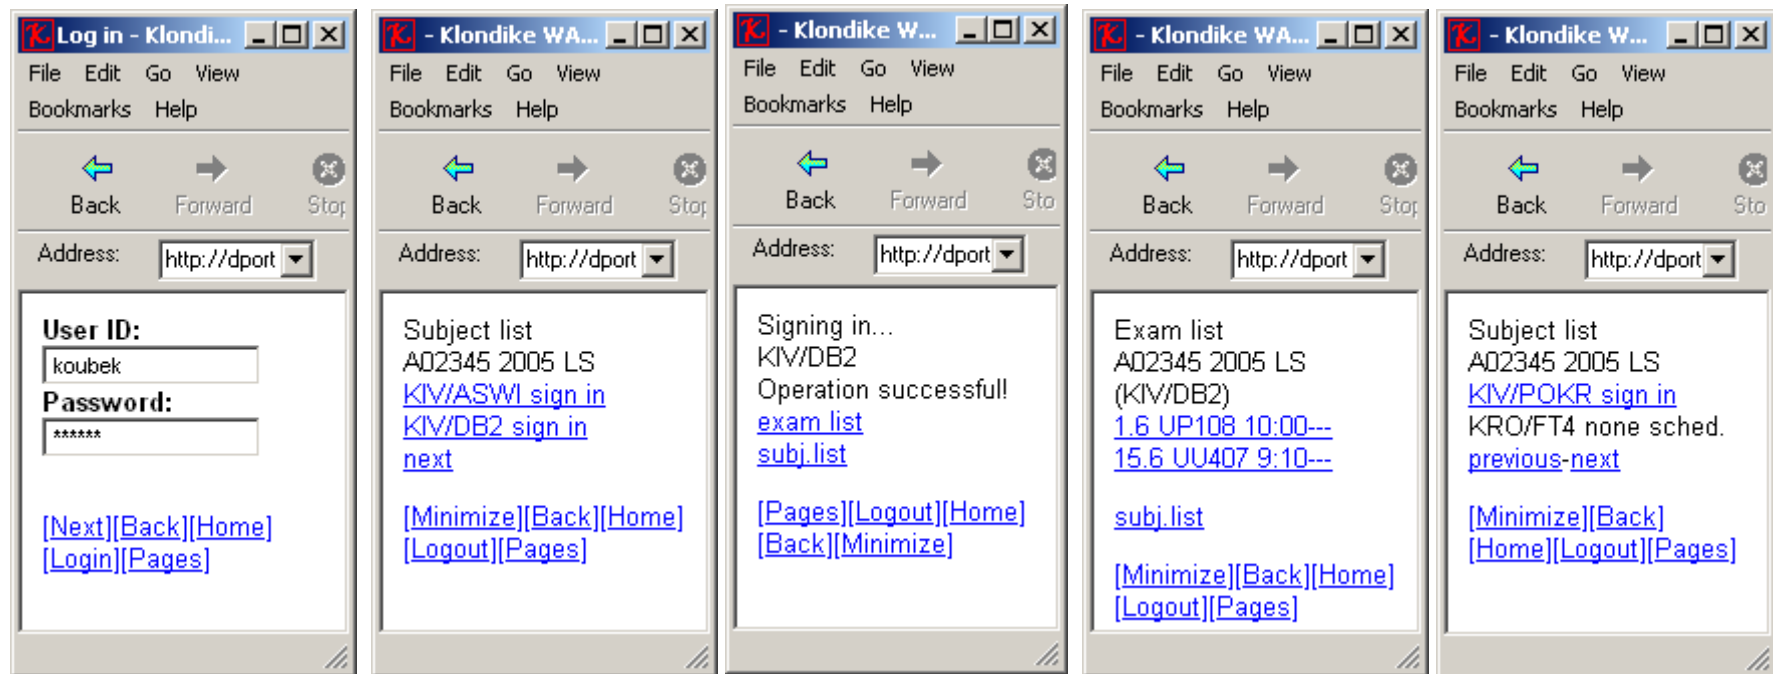 Log in - Klondi...
File Edit Go View
Bookmarks Help
Back Forward Stop
Address: http://dport
User ID:
koubek
Password:
******
[Next][Back][Home]
[Login][Pages]
- Klondike WA...
File Edit Go View
Bookmarks Help
Back Forward Stop
Address: http://dport
Subject list
A02345 2005 LS
KIV/ASWI sign in
KIV/DB2 sign in
next
[Minimize][Back][Home]
[Logout][Pages]
- Klondike W...
File Edit Go View
Bookmarks Help
Back Forward Sto
Address: http://dport
Signing in...
KIV/DB2
Operation successful!
exam list
subj.list
[Pages][Logout][Home]
[Back][Minimize]
- Klondike WA...
File Edit Go View
Bookmarks Help
Back Forward Stop
Address: http://dport
Exam list
A02345 2005 LS
(KIV/DB2)
1.6 UP108 10:00---
15.6 UU407 9:10---
subj.list
[Minimize][Back][Home]
[Logout][Pages]
- Klondike W...
File Edit Go View
Bookmarks Help
Back Forward Sto
Address: http://dport
Subject list
A02345 2005 LS
KIV/POKR sign in
KRO/FT4 none sched.
previous-next
[Minimize][Back]
[Home][Logout][Pages]